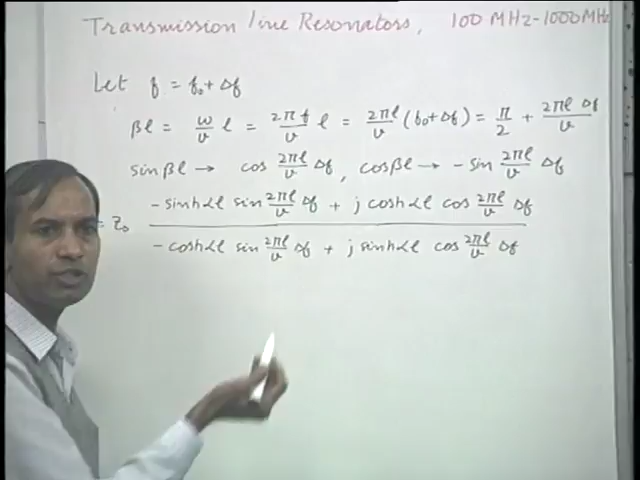 Transmission line Resonators, 100 MHz-1000MHz
Let f = f₀ + Δf
βl = ω/v l = 2πf/v l = 2πl/v (f₀+Δf) = π/2 + 2πl Δf/v
sin βl → cos 2πl/v Δf, cosβl → - sin 2πl/v Δf
= Z₀ (- sinhαl sin 2πl/v Δf + j coshαl cos 2πl/v Δf) / (- coshαl sin 2πl/v Δf + j sinhαl cos 2πl/v Δf)